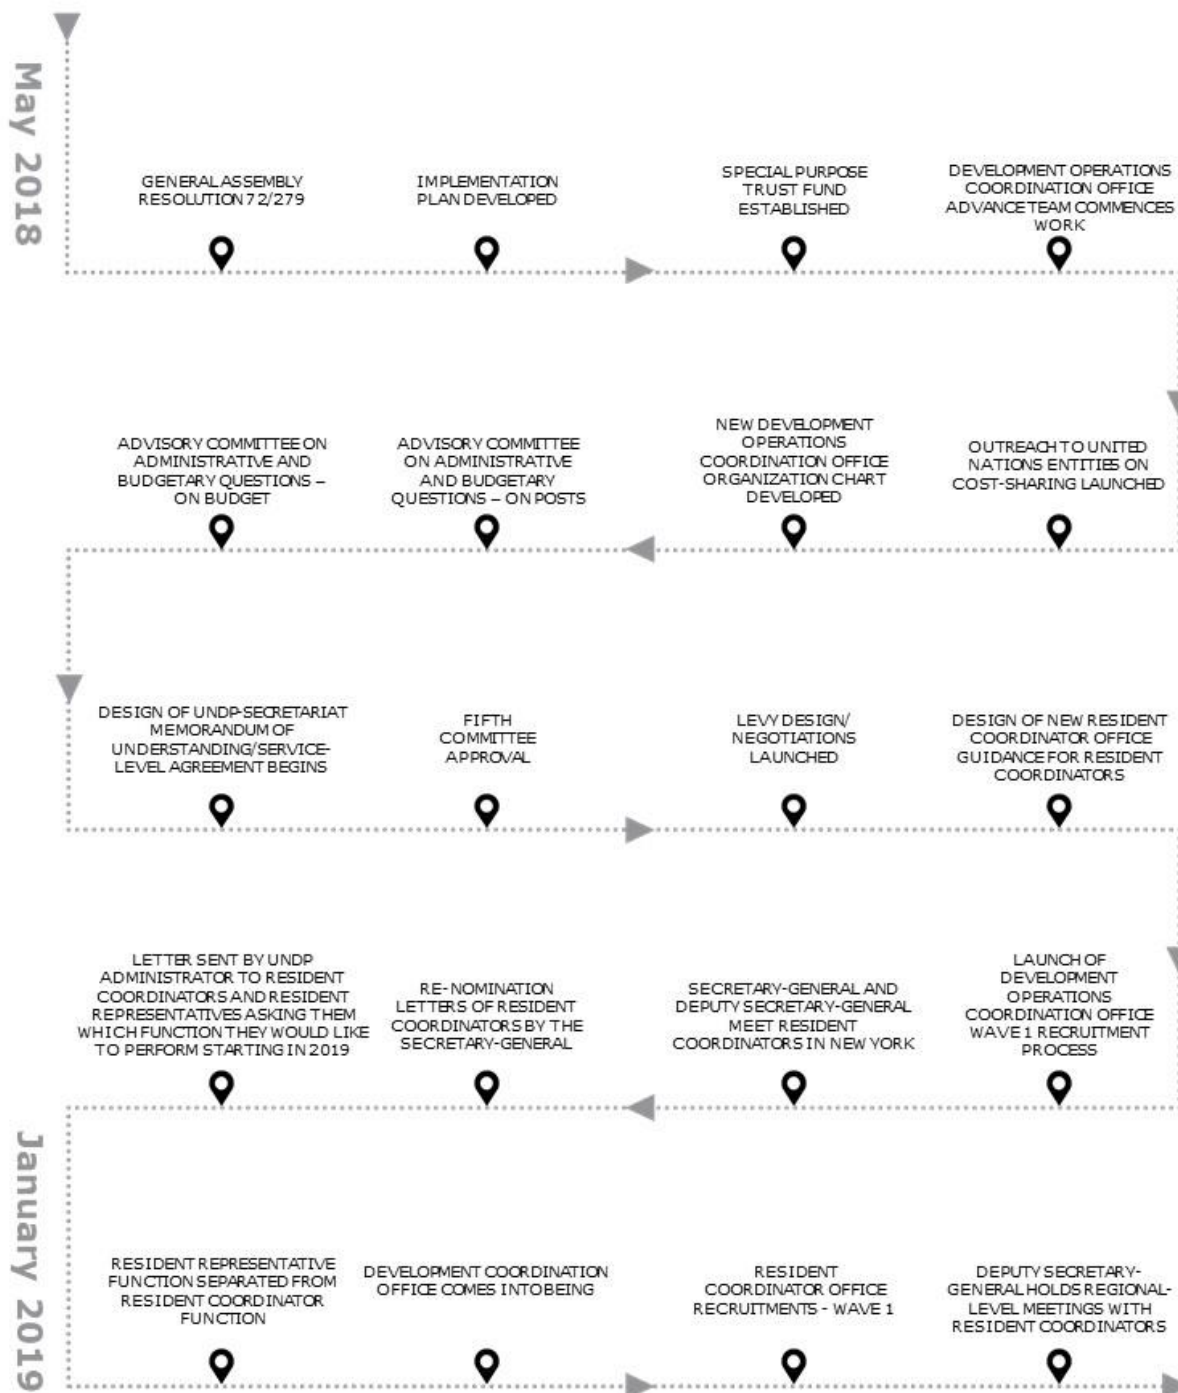 May 2018
GENERAL ASSEMBLY
RESOLUTION 72/279
IMPLEMENTATION
PLAN DEVELOPED
SPECIAL PURPOSE
TRUST FUND
ESTABLISHED
DEVELOPMENT OPERATIONS
COORDINATION OFFICE
ADVANCE TEAM COMMENCES
WORK
ADVISORY COMMITTEE ON
ADMINISTRATIVE AND
BUDGETARY QUESTIONS –
ON BUDGET
ADVISORY COMMITTEE
ON ADMINISTRATIVE
AND BUDGETARY
QUESTIONS – ON POSTS
NEW DEVELOPMENT
OPERATIONS
COORDINATION OFFICE
ORGANIZATION CHART
DEVELOPED
OUTREACH TO UNITED
NATIONS ENTITIES ON
COST-SHARING LAUNCHED
DESIGN OF UNDP-SECRETARIAT
MEMORANDUM OF
UNDERSTANDING/SERVICE-
LEVEL AGREEMENT BEGINS
FIFTH
COMMITTEE
APPROVAL
LEVY DESIGN/
NEGOTIATIONS
LAUNCHED
DESIGN OF NEW RESIDENT
COORDINATOR OFFICE
GUIDANCE FOR RESIDENT
COORDINATORS
LETTER SENT BY UNDP
ADMINISTRATOR TO RESIDENT
COORDINATORS AND RESIDENT
REPRESENTATIVES ASKING THEM
WHICH FUNCTION THEY WOULD LIKE
TO PERFORM STARTING IN 2019
RE-NOMINATION
LETTERS OF RESIDENT
COORDINATORS BY THE
SECRETARY-GENERAL
SECRETARY-GENERAL AND
DEPUTY SECRETARY-GENERAL
MEET RESIDENT
COORDINATORS IN NEW YORK
LAUNCH OF
DEVELOPMENT
OPERATIONS
COORDINATION OFFICE
WAVE 1 RECRUITMENT
PROCESS
January 2019
RESIDENT REPRESENTATIVE
FUNCTION SEPARATED FROM
RESIDENT COORDINATOR
FUNCTION
DEVELOPMENT COORDINATION
OFFICE COMES INTO BEING
RESIDENT
COORDINATOR OFFICE
RECRUITMENTS - WAVE 1
DEPUTY SECRETARY-
GENERAL HOLDS REGIONAL-
LEVEL MEETINGS WITH
RESIDENT COORDINATORS